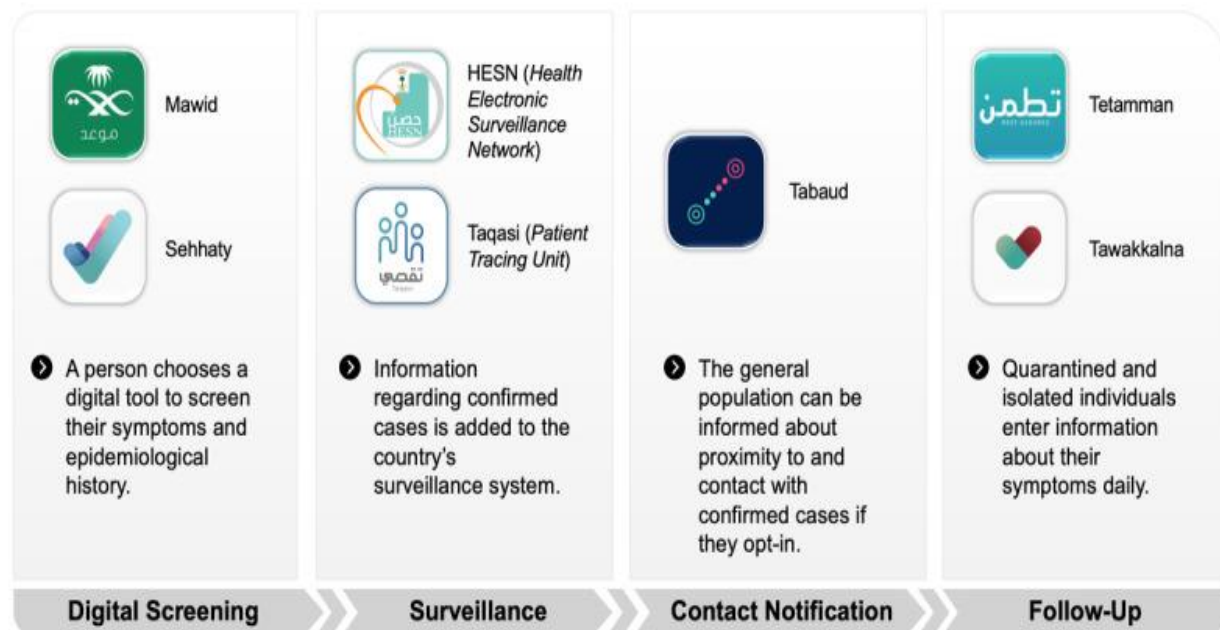 موعد
Mawid
Sehhaty
A person chooses a
digital tool to screen
their symptoms and
epidemiological
history.
Digital Screening
حصن
HESN
HESN (Health
Electronic
Surveillance
Network)
تقصي
Taqasi (Patient
Tracing Unit)
Information
regarding confirmed
cases is added to the
country's
surveillance system.
Surveillance
Tabaud
The general
population can be
informed about
proximity to and
contact with
confirmed cases if
they opt-in.
Contact Notification
تطمن
REST ASSURED
Tetamman
Tawakkalna
Quarantined and
isolated individuals
enter information
about their
symptoms daily.
Follow-Up